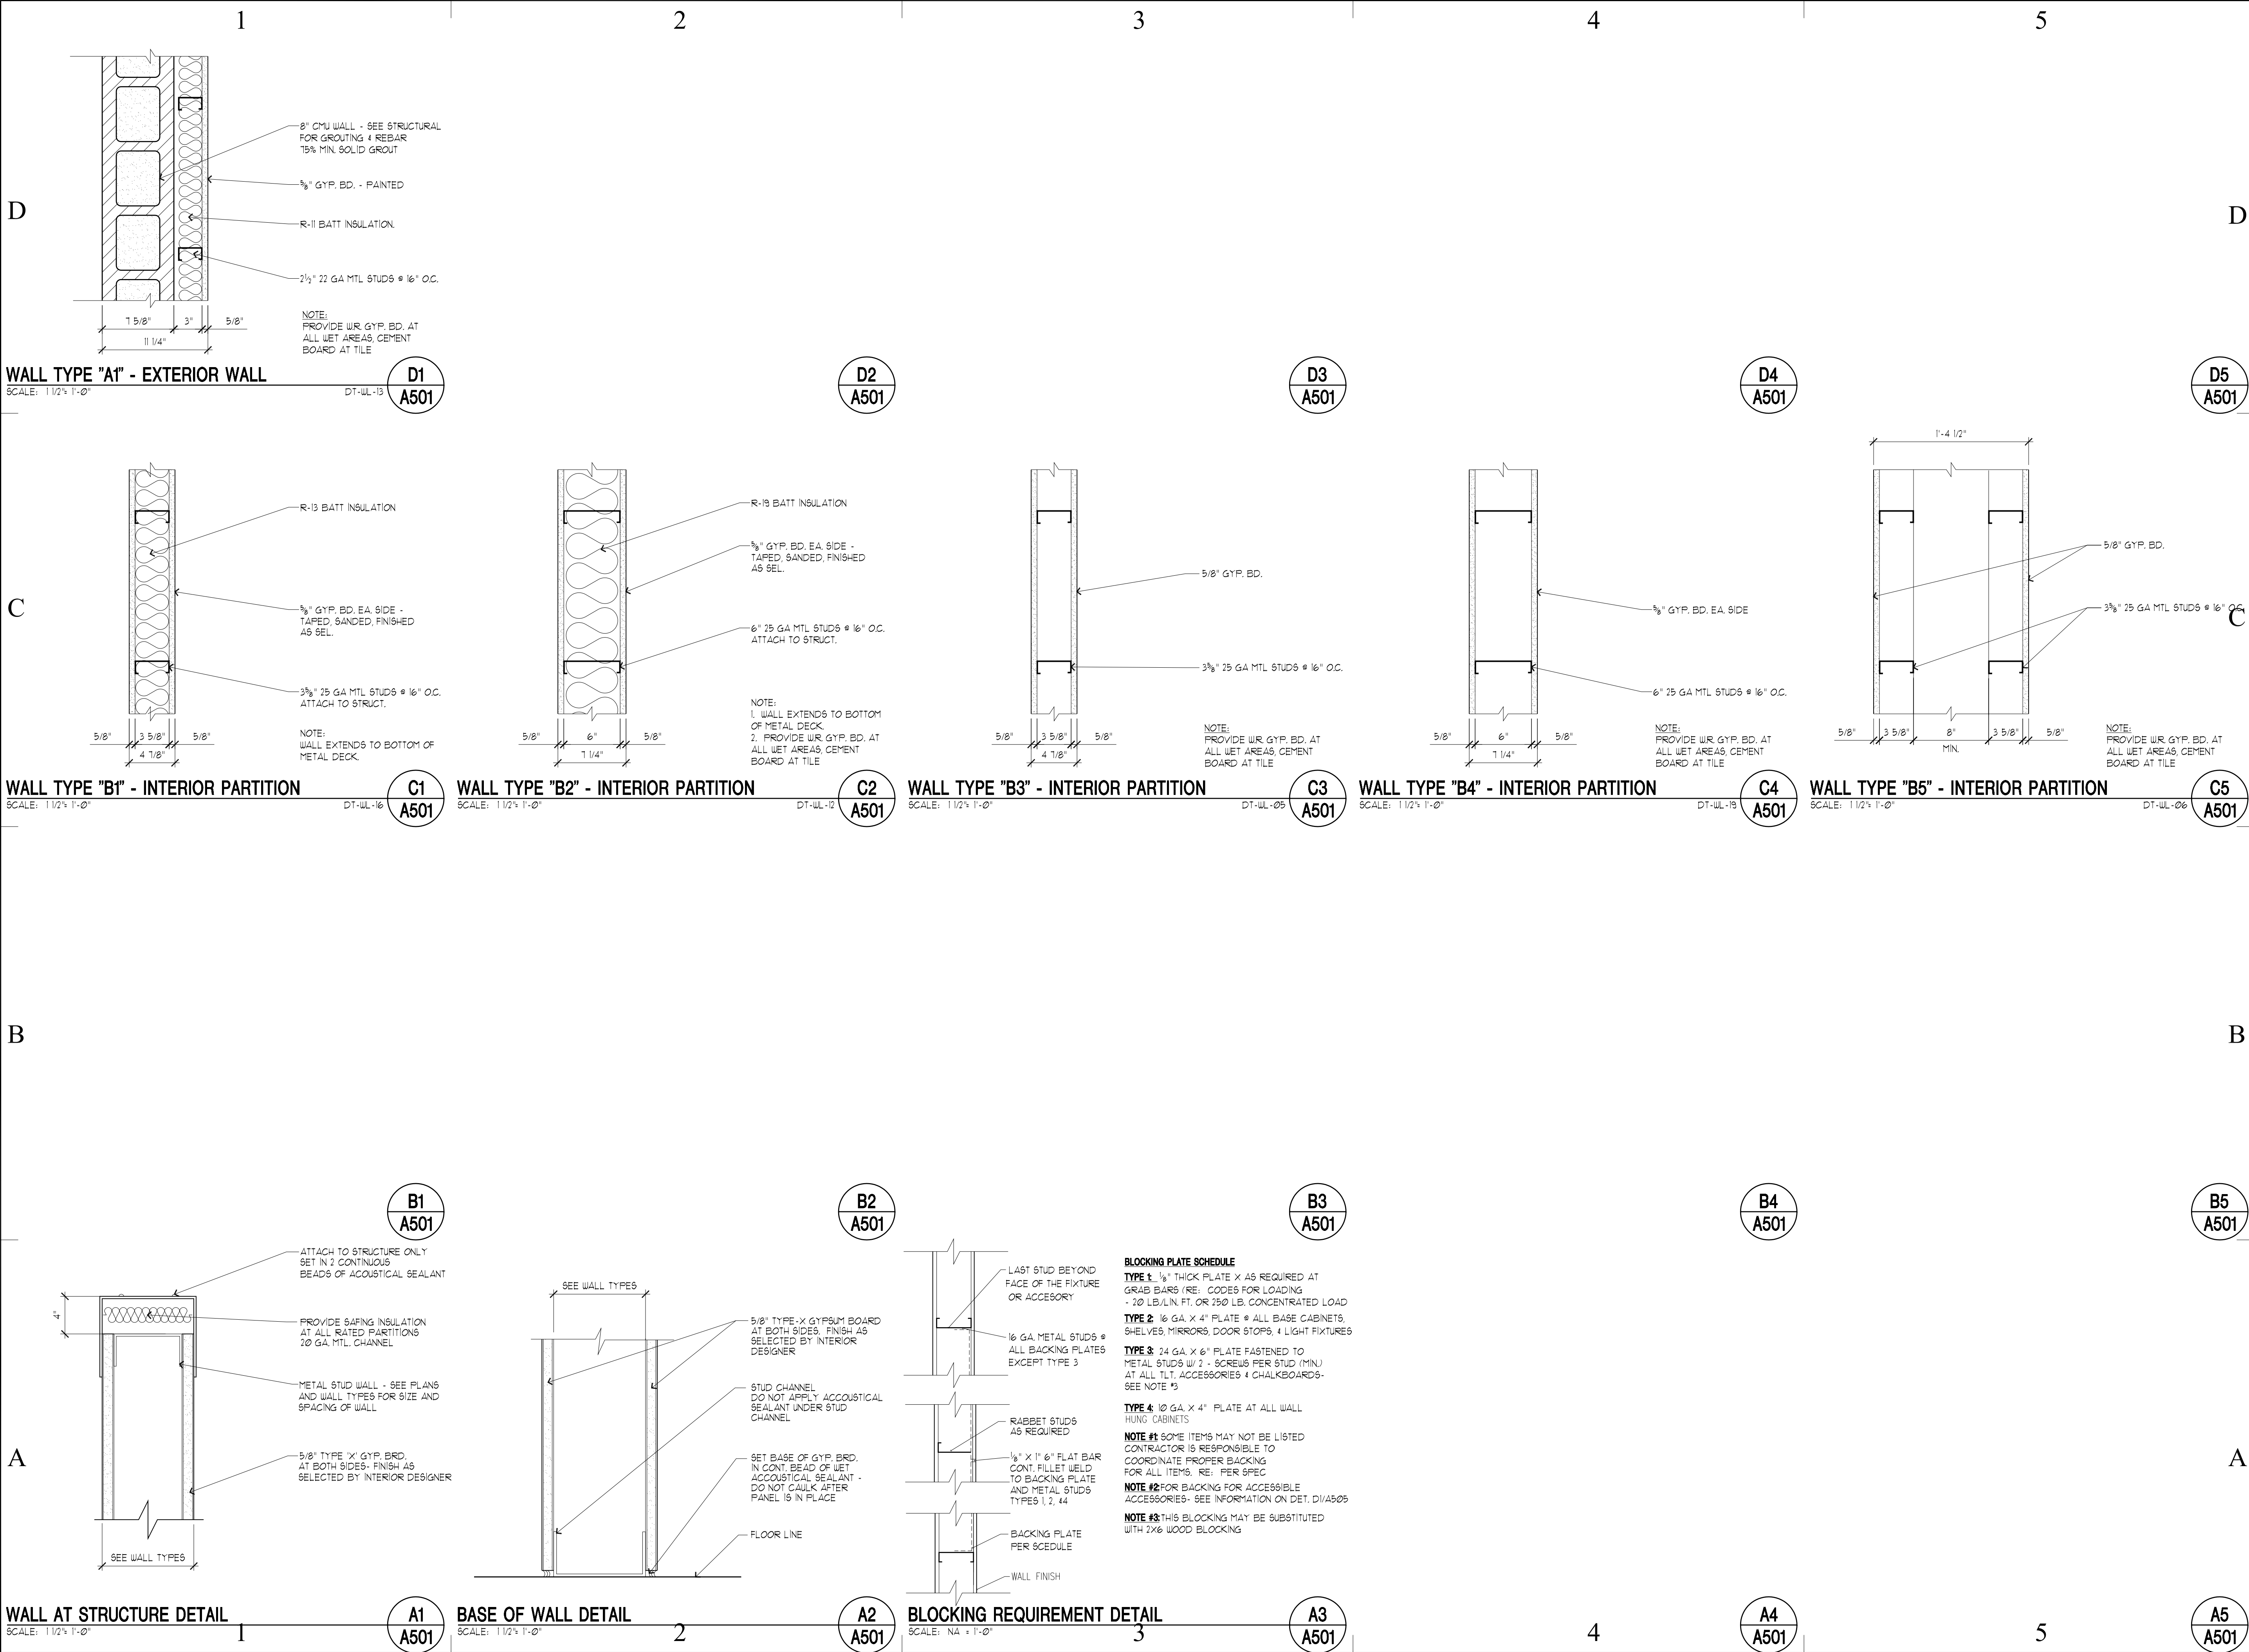 1 2 3 4 5
D
D
8" CMU WALL - SEE STRUCTURAL
FOR GROUTING & REBAR
75% MIN. SOLID GROUT
5/8" GYP. BD. - PAINTED
R-11 BATT INSULATION.
2 1/2" 22 GA MTL STUDS @ 16" O.C.
NOTE:
PROVIDE W.R. GYP. BD. AT
ALL WET AREAS, CEMENT
BOARD AT TILE
7 5/8" 3" 5/8"
11 1/4"
WALL TYPE "A1" - EXTERIOR WALL
SCALE: 1 1/2"= 1'-0" DT-WL-13
D1
A501
D2
A501
D3
A501
D4
A501
D5
A501
C
C
R-13 BATT INSULATION
5/8" GYP. BD. EA. SIDE -
TAPED, SANDED, FINISHED
AS SEL.
3 5/8" 25 GA MTL STUDS @ 16" O.C.
ATTACH TO STRUCT.
NOTE:
WALL EXTENDS TO BOTTOM OF
METAL DECK.
5/8" 3 5/8" 5/8"
4 7/8"
WALL TYPE "B1" - INTERIOR PARTITION
SCALE: 1 1/2"= 1'-0" DT-WL-16
C1
A501
R-19 BATT INSULATION
5/8" GYP. BD. EA. SIDE -
TAPED, SANDED, FINISHED
AS SEL.
6" 25 GA MTL STUDS @ 16" O.C.
ATTACH TO STRUCT.
NOTE:
1. WALL EXTENDS TO BOTTOM
OF METAL DECK.
2. PROVIDE W.R. GYP. BD. AT
ALL WET AREAS, CEMENT
BOARD AT TILE
5/8" 6" 5/8"
7 1/4"
WALL TYPE "B2" - INTERIOR PARTITION
SCALE: 1 1/2"= 1'-0" DT-WL-12
C2
A501
5/8" GYP. BD.
3 5/8" 25 GA MTL STUDS @ 16" O.C.
NOTE:
PROVIDE W.R. GYP. BD. AT
ALL WET AREAS, CEMENT
BOARD AT TILE
5/8" 3 5/8" 5/8"
4 7/8"
WALL TYPE "B3" - INTERIOR PARTITION
SCALE: 1 1/2"= 1'-0" DT-WL-05
C3
A501
5/8" GYP. BD. EA. SIDE
6" 25 GA MTL STUDS @ 16" O.C.
NOTE:
PROVIDE W.R. GYP. BD. AT
ALL WET AREAS, CEMENT
BOARD AT TILE
5/8" 6" 5/8"
7 1/4"
WALL TYPE "B4" - INTERIOR PARTITION
SCALE: 1 1/2"= 1'-0" DT-WL-19
C4
A501
1'-4 1/2"
5/8" GYP. BD.
3 5/8" 25 GA MTL STUDS @ 16" O.C.
NOTE:
PROVIDE W.R. GYP. BD. AT
ALL WET AREAS, CEMENT
BOARD AT TILE
5/8" 3 5/8" 8" 3 5/8" 5/8"
MIN.
WALL TYPE "B5" - INTERIOR PARTITION
SCALE: 1 1/2"= 1'-0" DT-WL-06
C5
A501
B
B
B1
A501
B2
A501
B3
A501
B4
A501
B5
A501
A
A
ATTACH TO STRUCTURE ONLY
SET IN 2 CONTINUOUS
BEADS OF ACOUSTICAL SEALANT
4"
PROVIDE SAFING INSULATION
AT ALL RATED PARTITIONS
20 GA. MTL. CHANNEL
METAL STUD WALL - SEE PLANS
AND WALL TYPES FOR SIZE AND
SPACING OF WALL
5/8" TYPE 'X' GYP. BRD.
AT BOTH SIDES- FINISH AS
SELECTED BY INTERIOR DESIGNER
SEE WALL TYPES
WALL AT STRUCTURE DETAIL
SCALE: 1 1/2"= 1'-0"
A1
A501
SEE WALL TYPES
5/8" TYPE-X GYPSUM BOARD
AT BOTH SIDES. FINISH AS
SELECTED BY INTERIOR
DESIGNER
STUD CHANNEL
DO NOT APPLY ACCOUSTICAL
SEALANT UNDER STUD
CHANNEL
SET BASE OF GYP. BRD.
IN CONT. BEAD OF WET
ACCOUSTICAL SEALANT -
DO NOT CAULK AFTER
PANEL IS IN PLACE
FLOOR LINE
BASE OF WALL DETAIL
SCALE: 1 1/2"= 1'-0"
A2
A501
LAST STUD BEYOND
FACE OF THE FIXTURE
OR ACCESORY
16 GA. METAL STUDS @
ALL BACKING PLATES
EXCEPT TYPE 3
RABBET STUDS
AS REQUIRED
1/8" X 1" 6" FLAT BAR
CONT. FILLET WELD
TO BACKING PLATE
AND METAL STUDS
TYPES 1, 2, &4
BACKING PLATE
PER SCEDULE
WALL FINISH
BLOCKING PLATE SCHEDULE
TYPE 1: 1/8" THICK PLATE X AS REQUIRED AT
GRAB BARS (RE: CODES FOR LOADING
- 20 LB./LIN. FT. OR 250 LB. CONCENTRATED LOAD
TYPE 2: 16 GA. X 4" PLATE @ ALL BASE CABINETS,
SHELVES, MIRRORS, DOOR STOPS, & LIGHT FIXTURES
TYPE 3: 24 GA. X 6" PLATE FASTENED TO
METAL STUDS W/ 2 - SCREWS PER STUD (MIN.)
AT ALL TLT. ACCESSORIES & CHALKBOARDS-
SEE NOTE #3
TYPE 4: 10 GA. X 4" PLATE AT ALL WALL
HUNG CABINETS
NOTE #1: SOME ITEMS MAY NOT BE LISTED
CONTRACTOR IS RESPONSIBLE TO
COORDINATE PROPER BACKING
FOR ALL ITEMS. RE: PER SPEC
NOTE #2: FOR BACKING FOR ACCESSIBLE
ACCESSORIES- SEE INFORMATION ON DET. D1/A505
NOTE #3: THIS BLOCKING MAY BE SUBSTITUTED
WITH 2X6 WOOD BLOCKING
BLOCKING REQUIREMENT DETAIL
SCALE: NA = 1'-0"
A3
A501
A4
A501
A5
A501
1 2 3 4 5